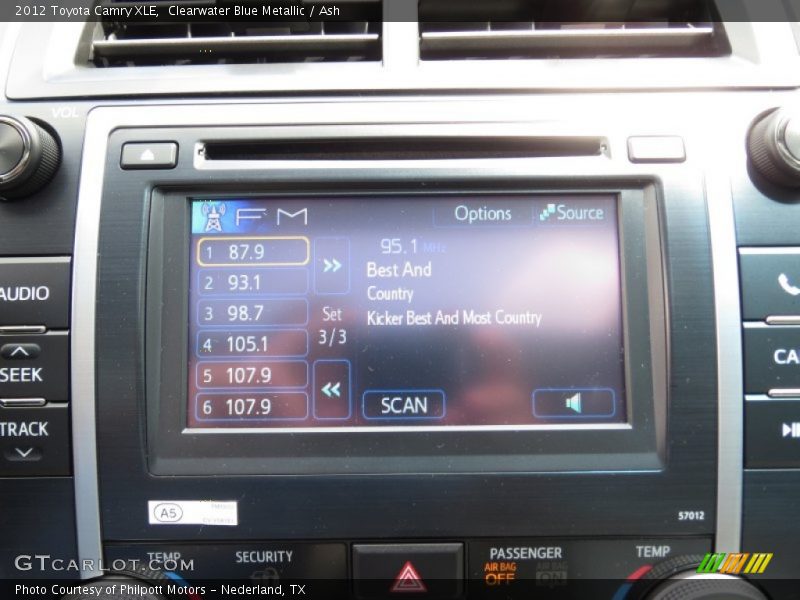 2012 Toyota Camry XLE,  Clearwater Blue Metallic / Ash
VOL
FM
Options
Source
1 87.9
2 93.1
3 98.7
4 105.1
5 107.9
6 107.9
Set
3/3
95.1 MHz
Best And
Country
Kicker Best And Most Country
SCAN
AUDIO
SEEK
TRACK
CA
A5
57012
TEMP
SECURITY
PASSENGER
AIR BAG
OFF
AIR BAG
ON
TEMP
GTCARLOT.COM
Photo Courtesy of Philpott Motors - Nederland, TX